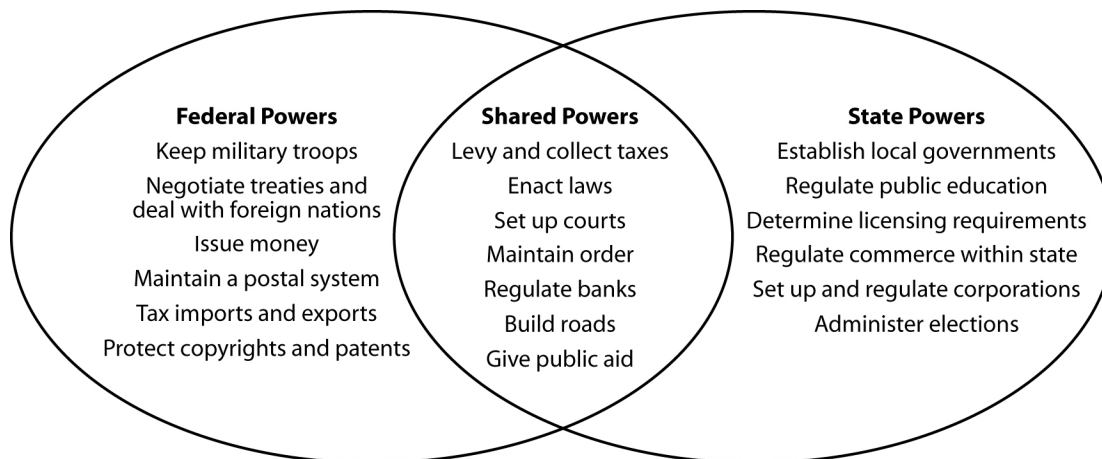 Federal Powers
Keep military troops
Negotiate treaties and
deal with foreign nations
Issue money
Maintain a postal system
Tax imports and exports
Protect copyrights and patents
Shared Powers
Levy and collect taxes
Enact laws
Set up courts
Maintain order
Regulate banks
Build roads
Give public aid
State Powers
Establish local governments
Regulate public education
Determine licensing requirements
Regulate commerce within state
Set up and regulate corporations
Administer elections